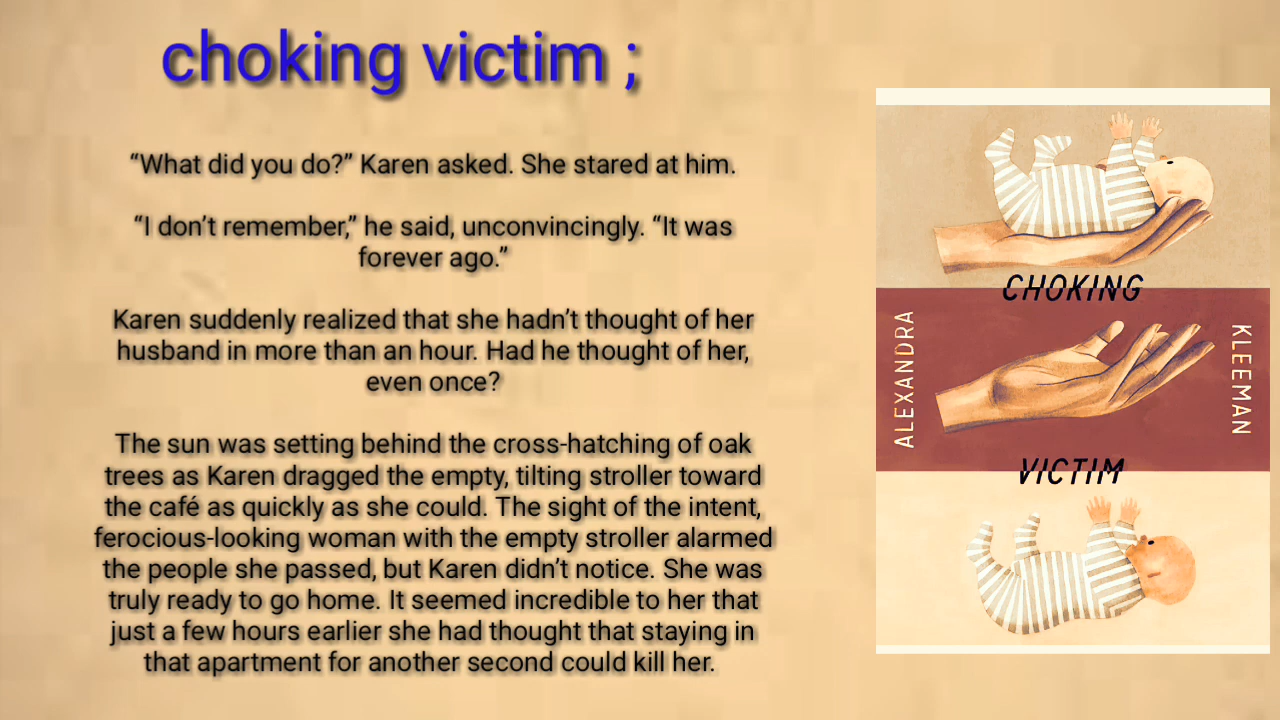 choking victim ;
“What did you do?” Karen asked. She stared at him.
“I don’t remember,” he said, unconvincingly. “It was
forever ago.”
Karen suddenly realized that she hadn’t thought of her
husband in more than an hour. Had he thought of her,
even once?
The sun was setting behind the cross-hatching of oak
trees as Karen dragged the empty, tilting stroller toward
the café as quickly as she could. The sight of the intent,
ferocious-looking woman with the empty stroller alarmed
the people she passed, but Karen didn’t notice. She was
truly ready to go home. It seemed incredible to her that
just a few hours earlier she had thought that staying in
that apartment for another second could kill her.
CHOKING
ALEXANDRA
KLEEMAN
VICTIM